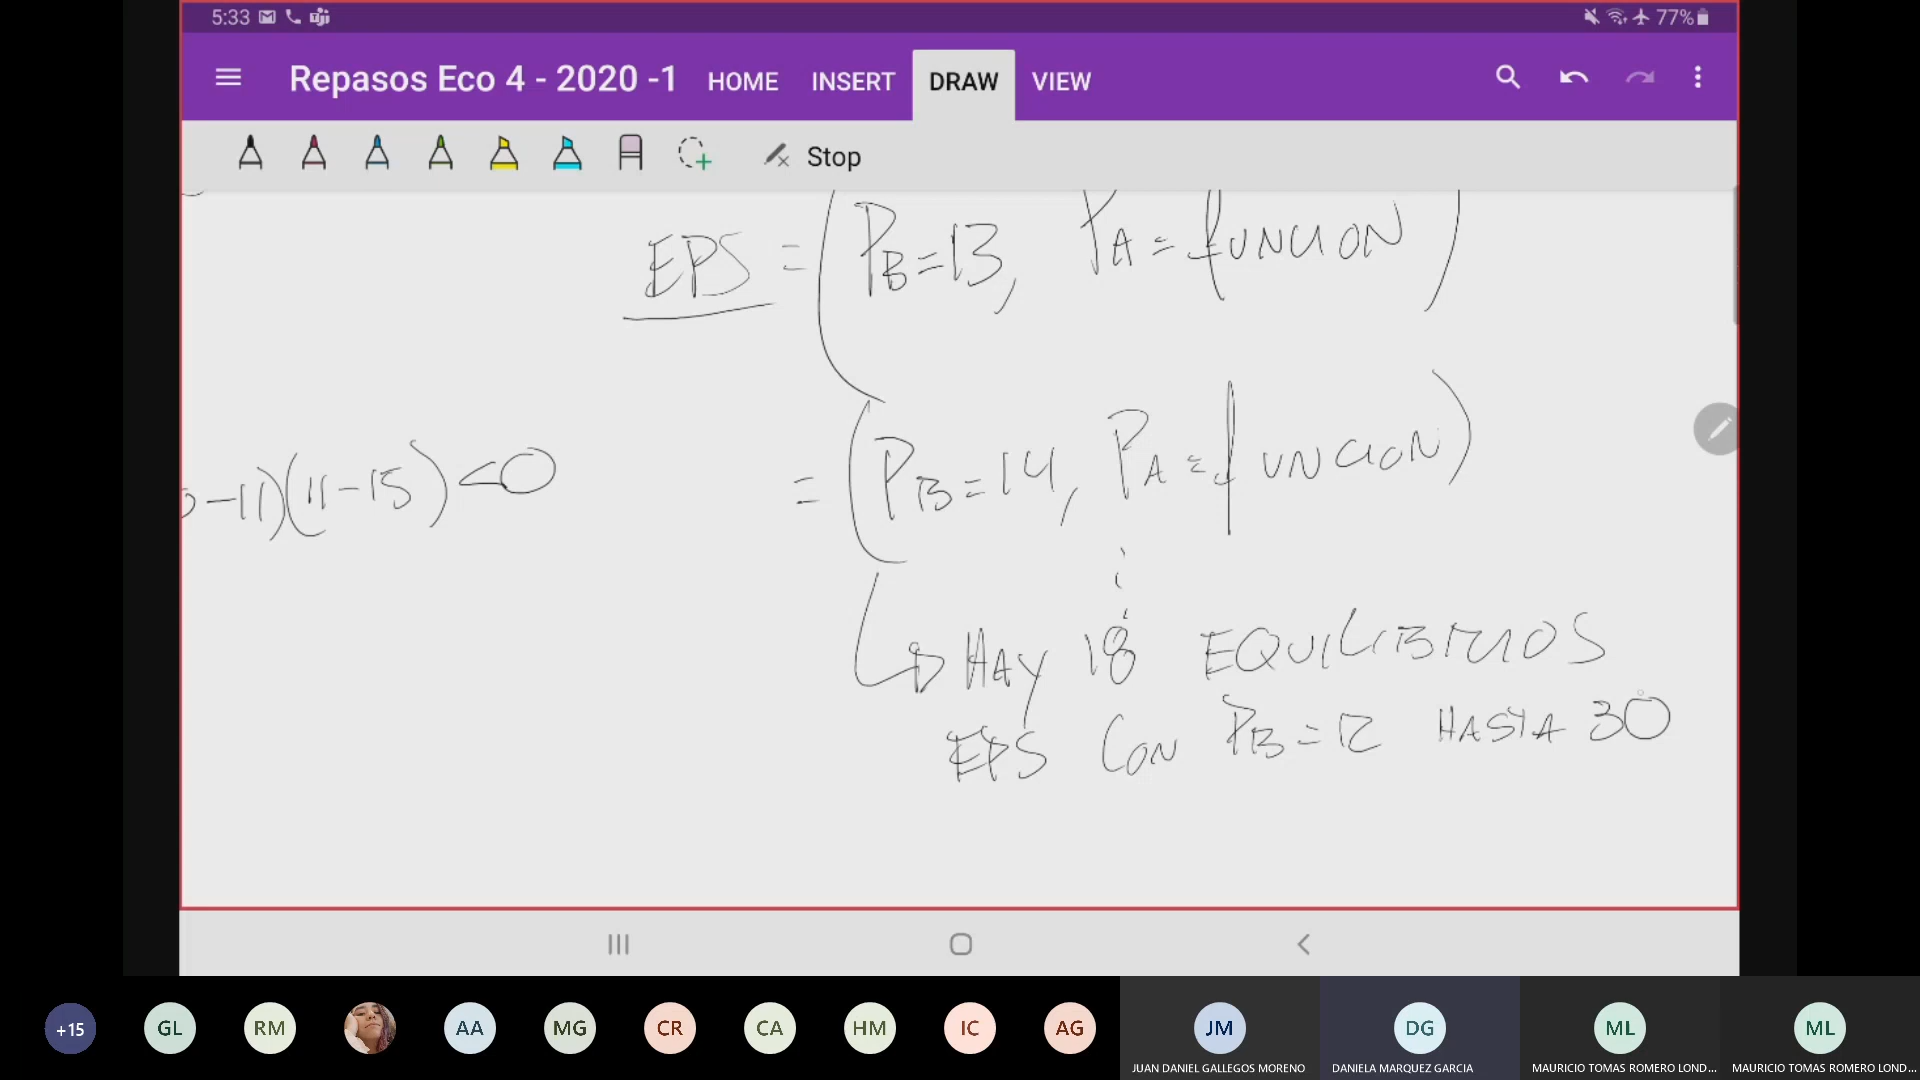 5:33 77%
Repasos Eco 4 - 2020 -1 HOME INSERT DRAW VIEW
Stop
EPS = (PB=13, PA=FUNCION)
-11)(11-15)<0
= (PB=14, PA=FUNCION)
HAY 18 EQUILIBRIOS
EPS CON PB=12 HASTA 30
+15 GL RM AA MG CR CA HM IC AG JM DG ML ML
JUAN DANIEL GALLEGOS MORENO DANIELA MARQUEZ GARCIA MAURICIO TOMAS ROMERO LOND... MAURICIO TOMAS ROMERO LOND...